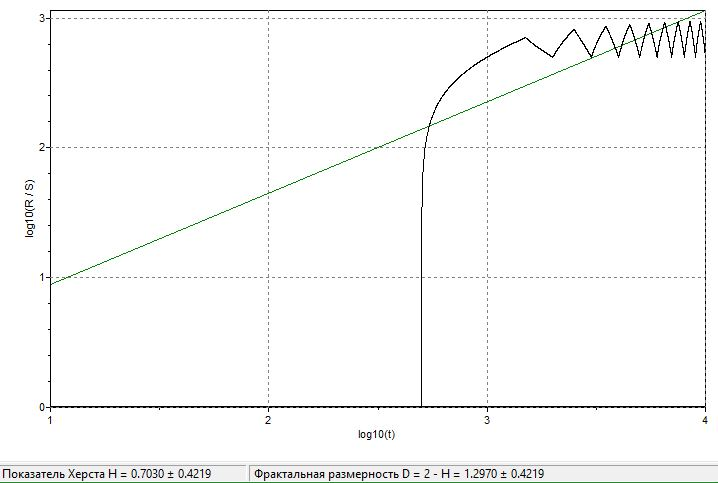 3
2
1
0
log10(R / S)
1
2
3
4
log10(t)
Показатель Херста H = 0.7030 ± 0.4219
Фрактальная размерность D = 2 - H = 1.2970 ± 0.4219